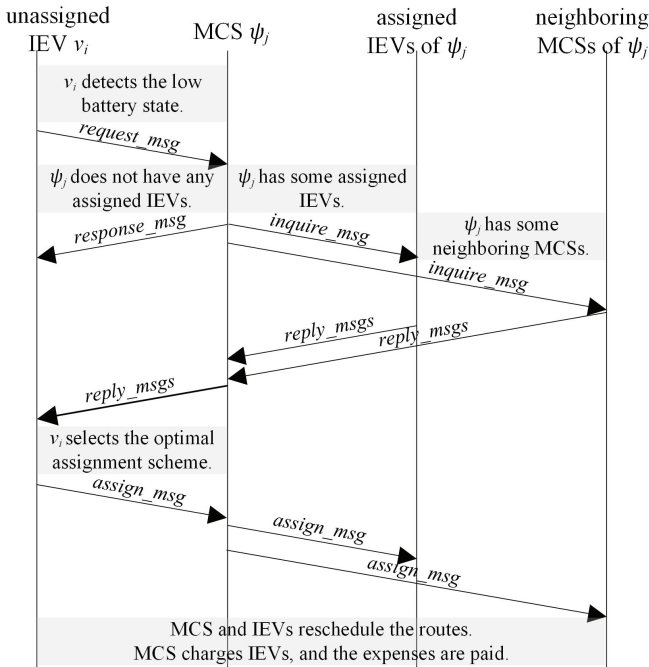 unassigned
IEV vi
MCS ψj
assigned
IEVs of ψj
neighboring
MCSs of ψj
vi detects the low
battery state.
request_msg
ψj does not have any
assigned IEVs.
ψj has some assigned
IEVs.
response_msg
inquire_msg
ψj has some
neighboring MCSs.
inquire_msg
reply_msgs
reply_msgs
reply_msgs
vi selects the optimal
assignment scheme.
assign_msg
assign_msg
assign_msg
MCS and IEVs reschedule the routes.
MCS charges IEVs, and the expenses are paid.